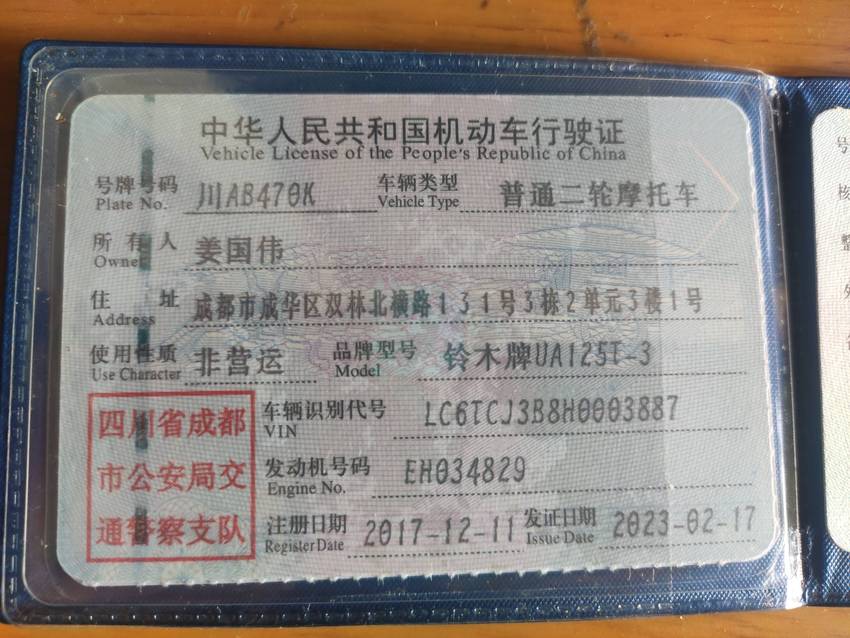 中华人民共和国机动车行驶证
Vehicle License of the People's Republic of China
号牌号码 川AB470K 车辆类型 普通二轮摩托车
Plate No. Vehicle Type
所有人 姜国伟
Owner
住址 成都市成华区双林北横路131号3栋2单元3楼1号
Address
使用性质 非营运 品牌型号 铃木牌UA125T-3
Use Character Model
四川省成都
市公安局交
通警察支队
车辆识别代号 LC6TCJ3B8H0003887
VIN
发动机号码 EH034829
Engine No.
注册日期 2017-12-11 发证日期 2023-02-17
Register Date Issue Date
号
核
整